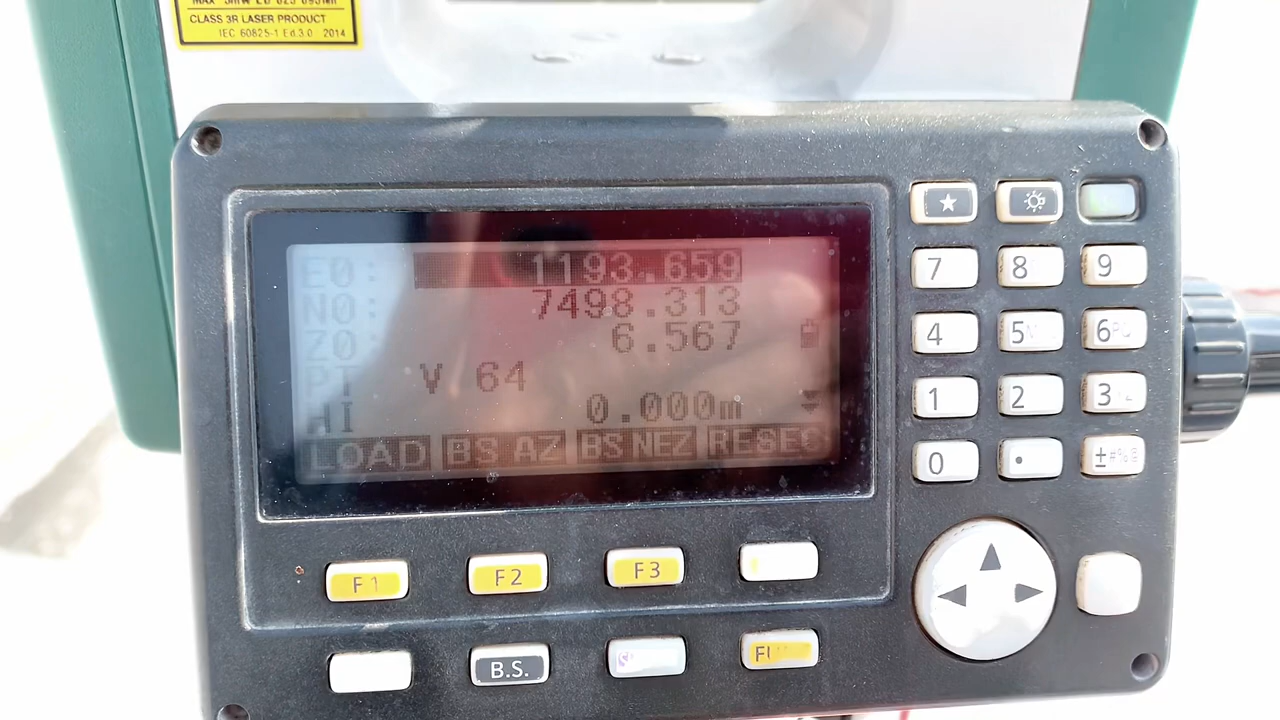 CLASS 3R LASER PRODUCT
IEC 60825-1 Ed.3.0 2014
E0: 1193.659
N0: 7498.313
Z0: 6.567
PT V 64
HI 0.000m
LOAD BS AZ BS NEZ RESEC
7 8 9
4 5 6
1 2 3
0 . ±#%@
F1 F2 F3
B.S.